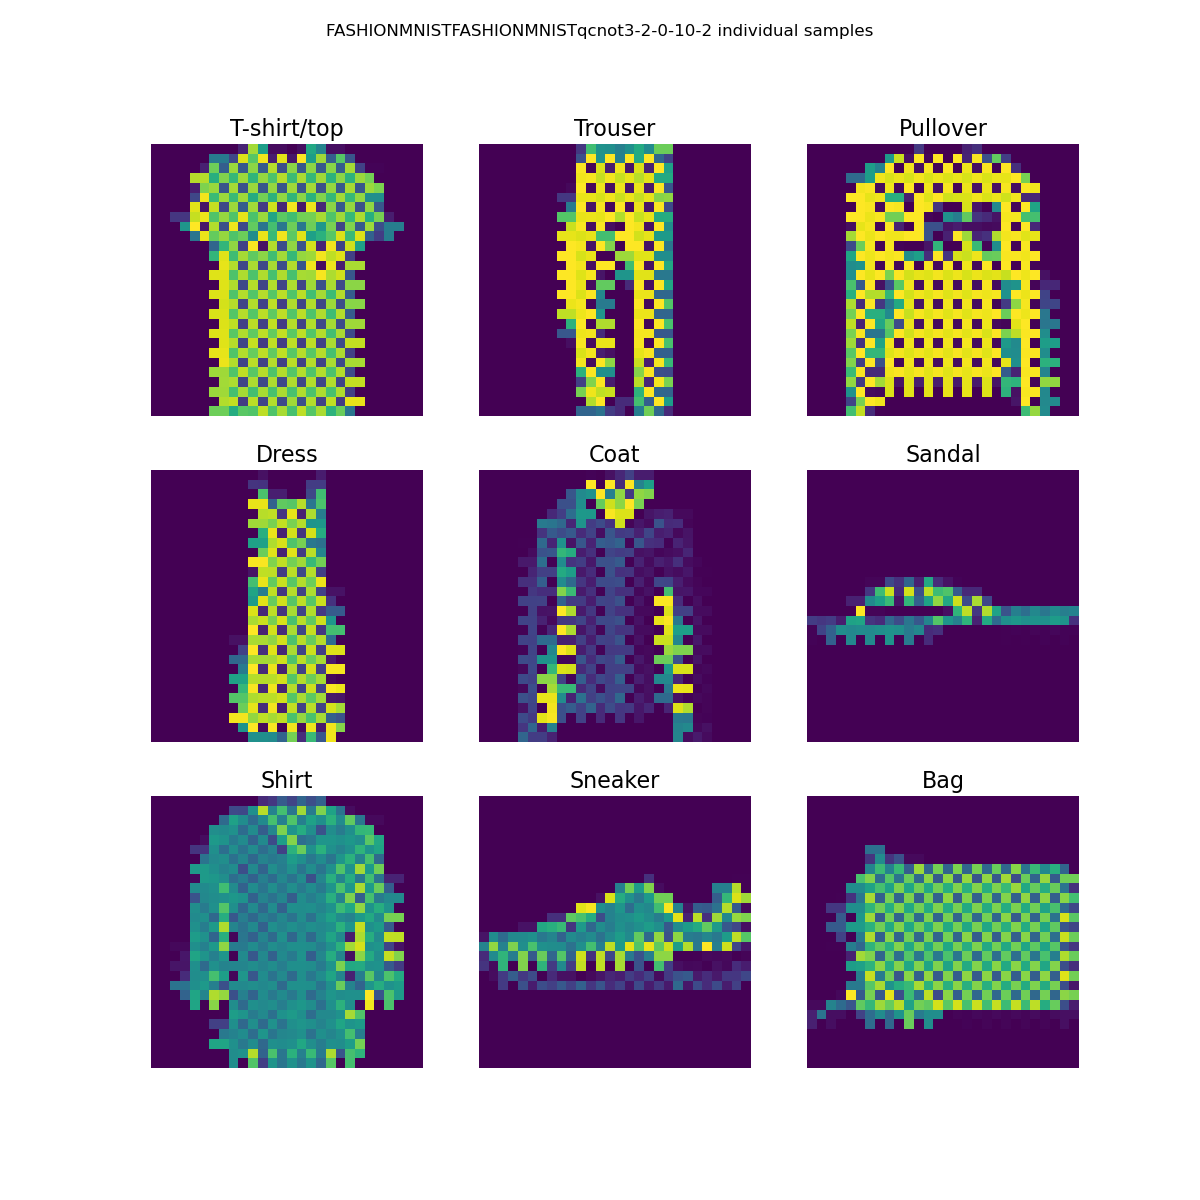 FASHIONMNISTFASHIONMNISTqcnot3-2-0-10-2 individual samples
T-shirt/top
Trouser
Pullover
Dress
Coat
Sandal
Shirt
Sneaker
Bag